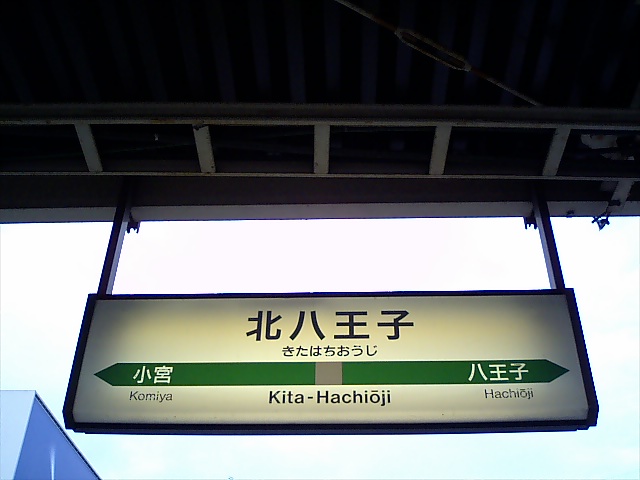 北八王子
きたはちおうじ
小宮 八王子
Komiya Kita-Hachiōji Hachiōji